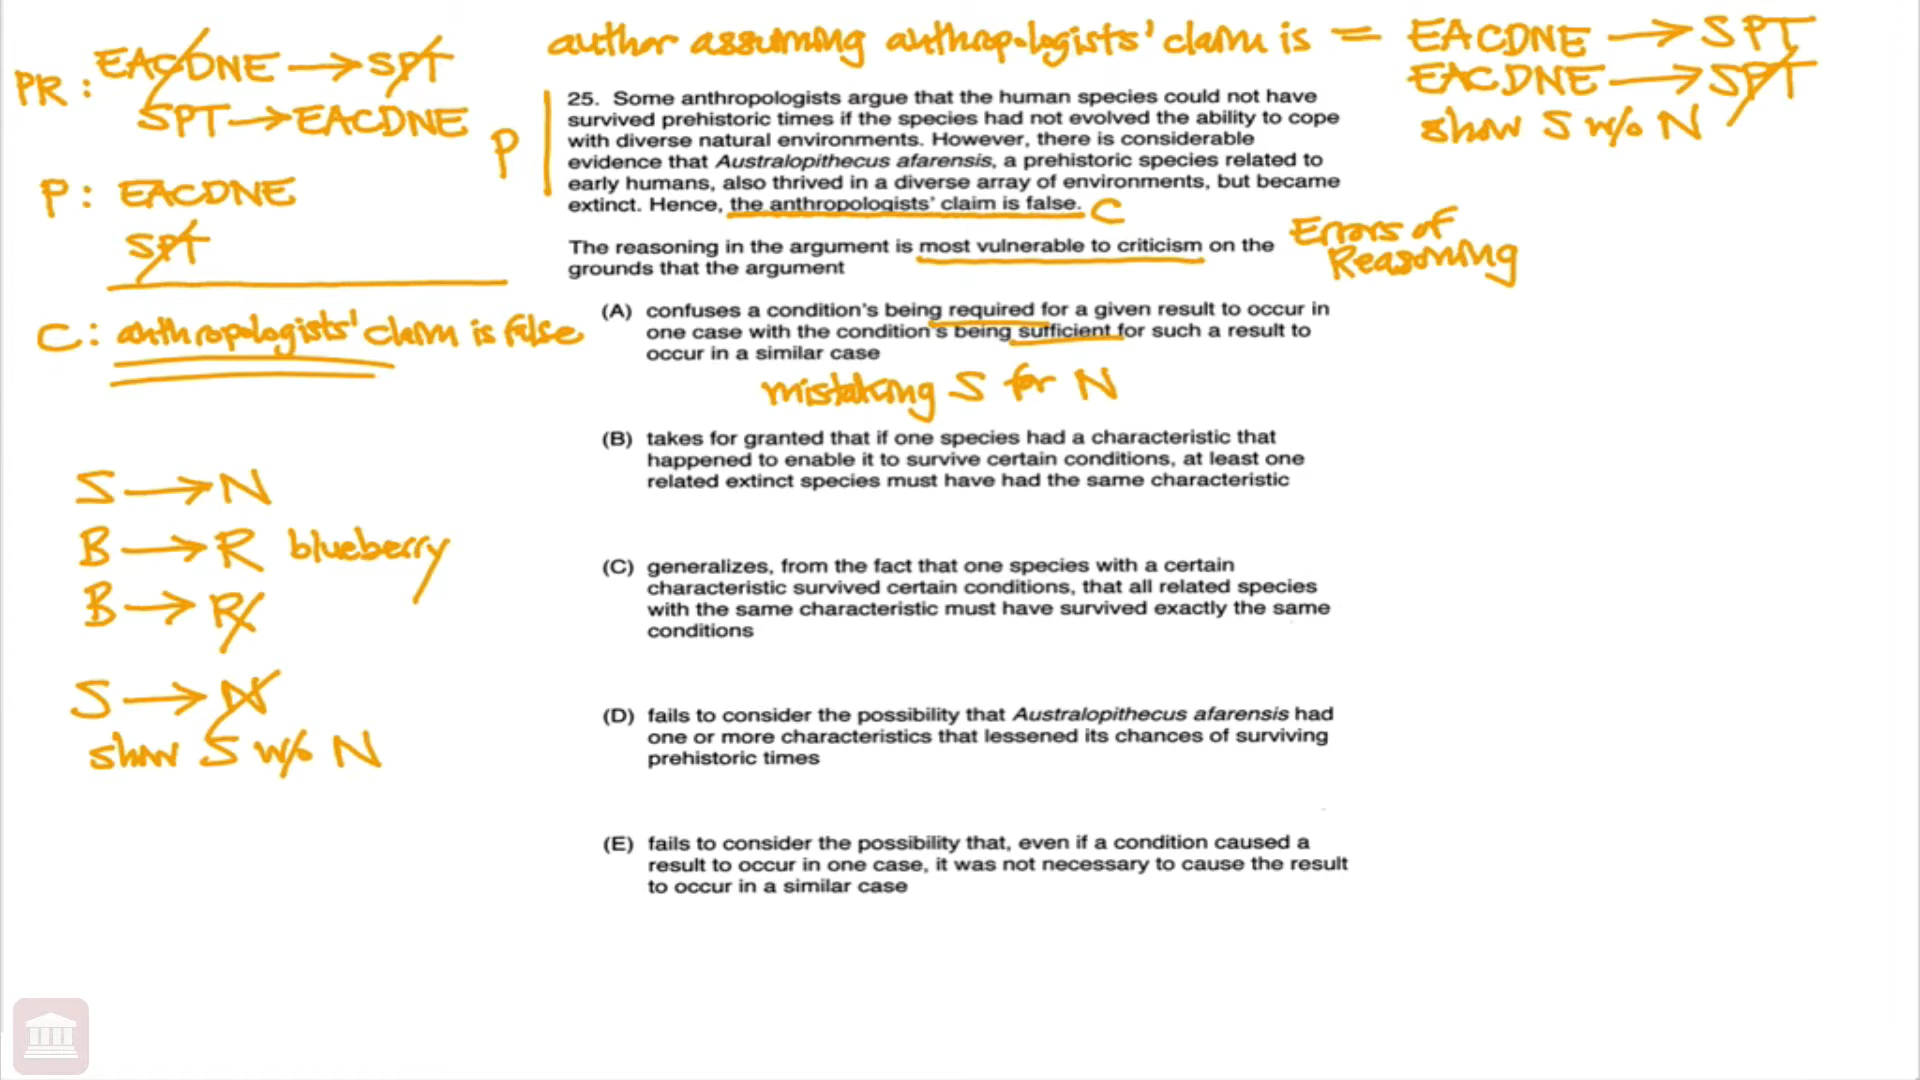 PR: EACDNE → SPT
SPT → EACDNE
P: EACDNE
SPT
C: anthropologists' claim is false
S → N
B → R blueberry
B → R
S → N
show S w/o N
author assuming anthropologists' claim is = EACDNE → SPT
EACDNE → SPT
show S w/o N
P
25. Some anthropologists argue that the human species could not have
survived prehistoric times if the species had not evolved the ability to cope
with diverse natural environments. However, there is considerable
evidence that Australopithecus afarensis, a prehistoric species related to
early humans, also thrived in a diverse array of environments, but became
extinct. Hence, the anthropologists' claim is false. C
The reasoning in the argument is most vulnerable to criticism on the
grounds that the argument
Errors of
Reasoning
(A) confuses a condition's being required for a given result to occur in
one case with the condition's being sufficient for such a result to
occur in a similar case
mistaking S for N
(B) takes for granted that if one species had a characteristic that
happened to enable it to survive certain conditions, at least one
related extinct species must have had the same characteristic
(C) generalizes, from the fact that one species with a certain
characteristic survived certain conditions, that all related species
with the same characteristic must have survived exactly the same
conditions
(D) fails to consider the possibility that Australopithecus afarensis had
one or more characteristics that lessened its chances of surviving
prehistoric times
(E) fails to consider the possibility that, even if a condition caused a
result to occur in one case, it was not necessary to cause the result
to occur in a similar case